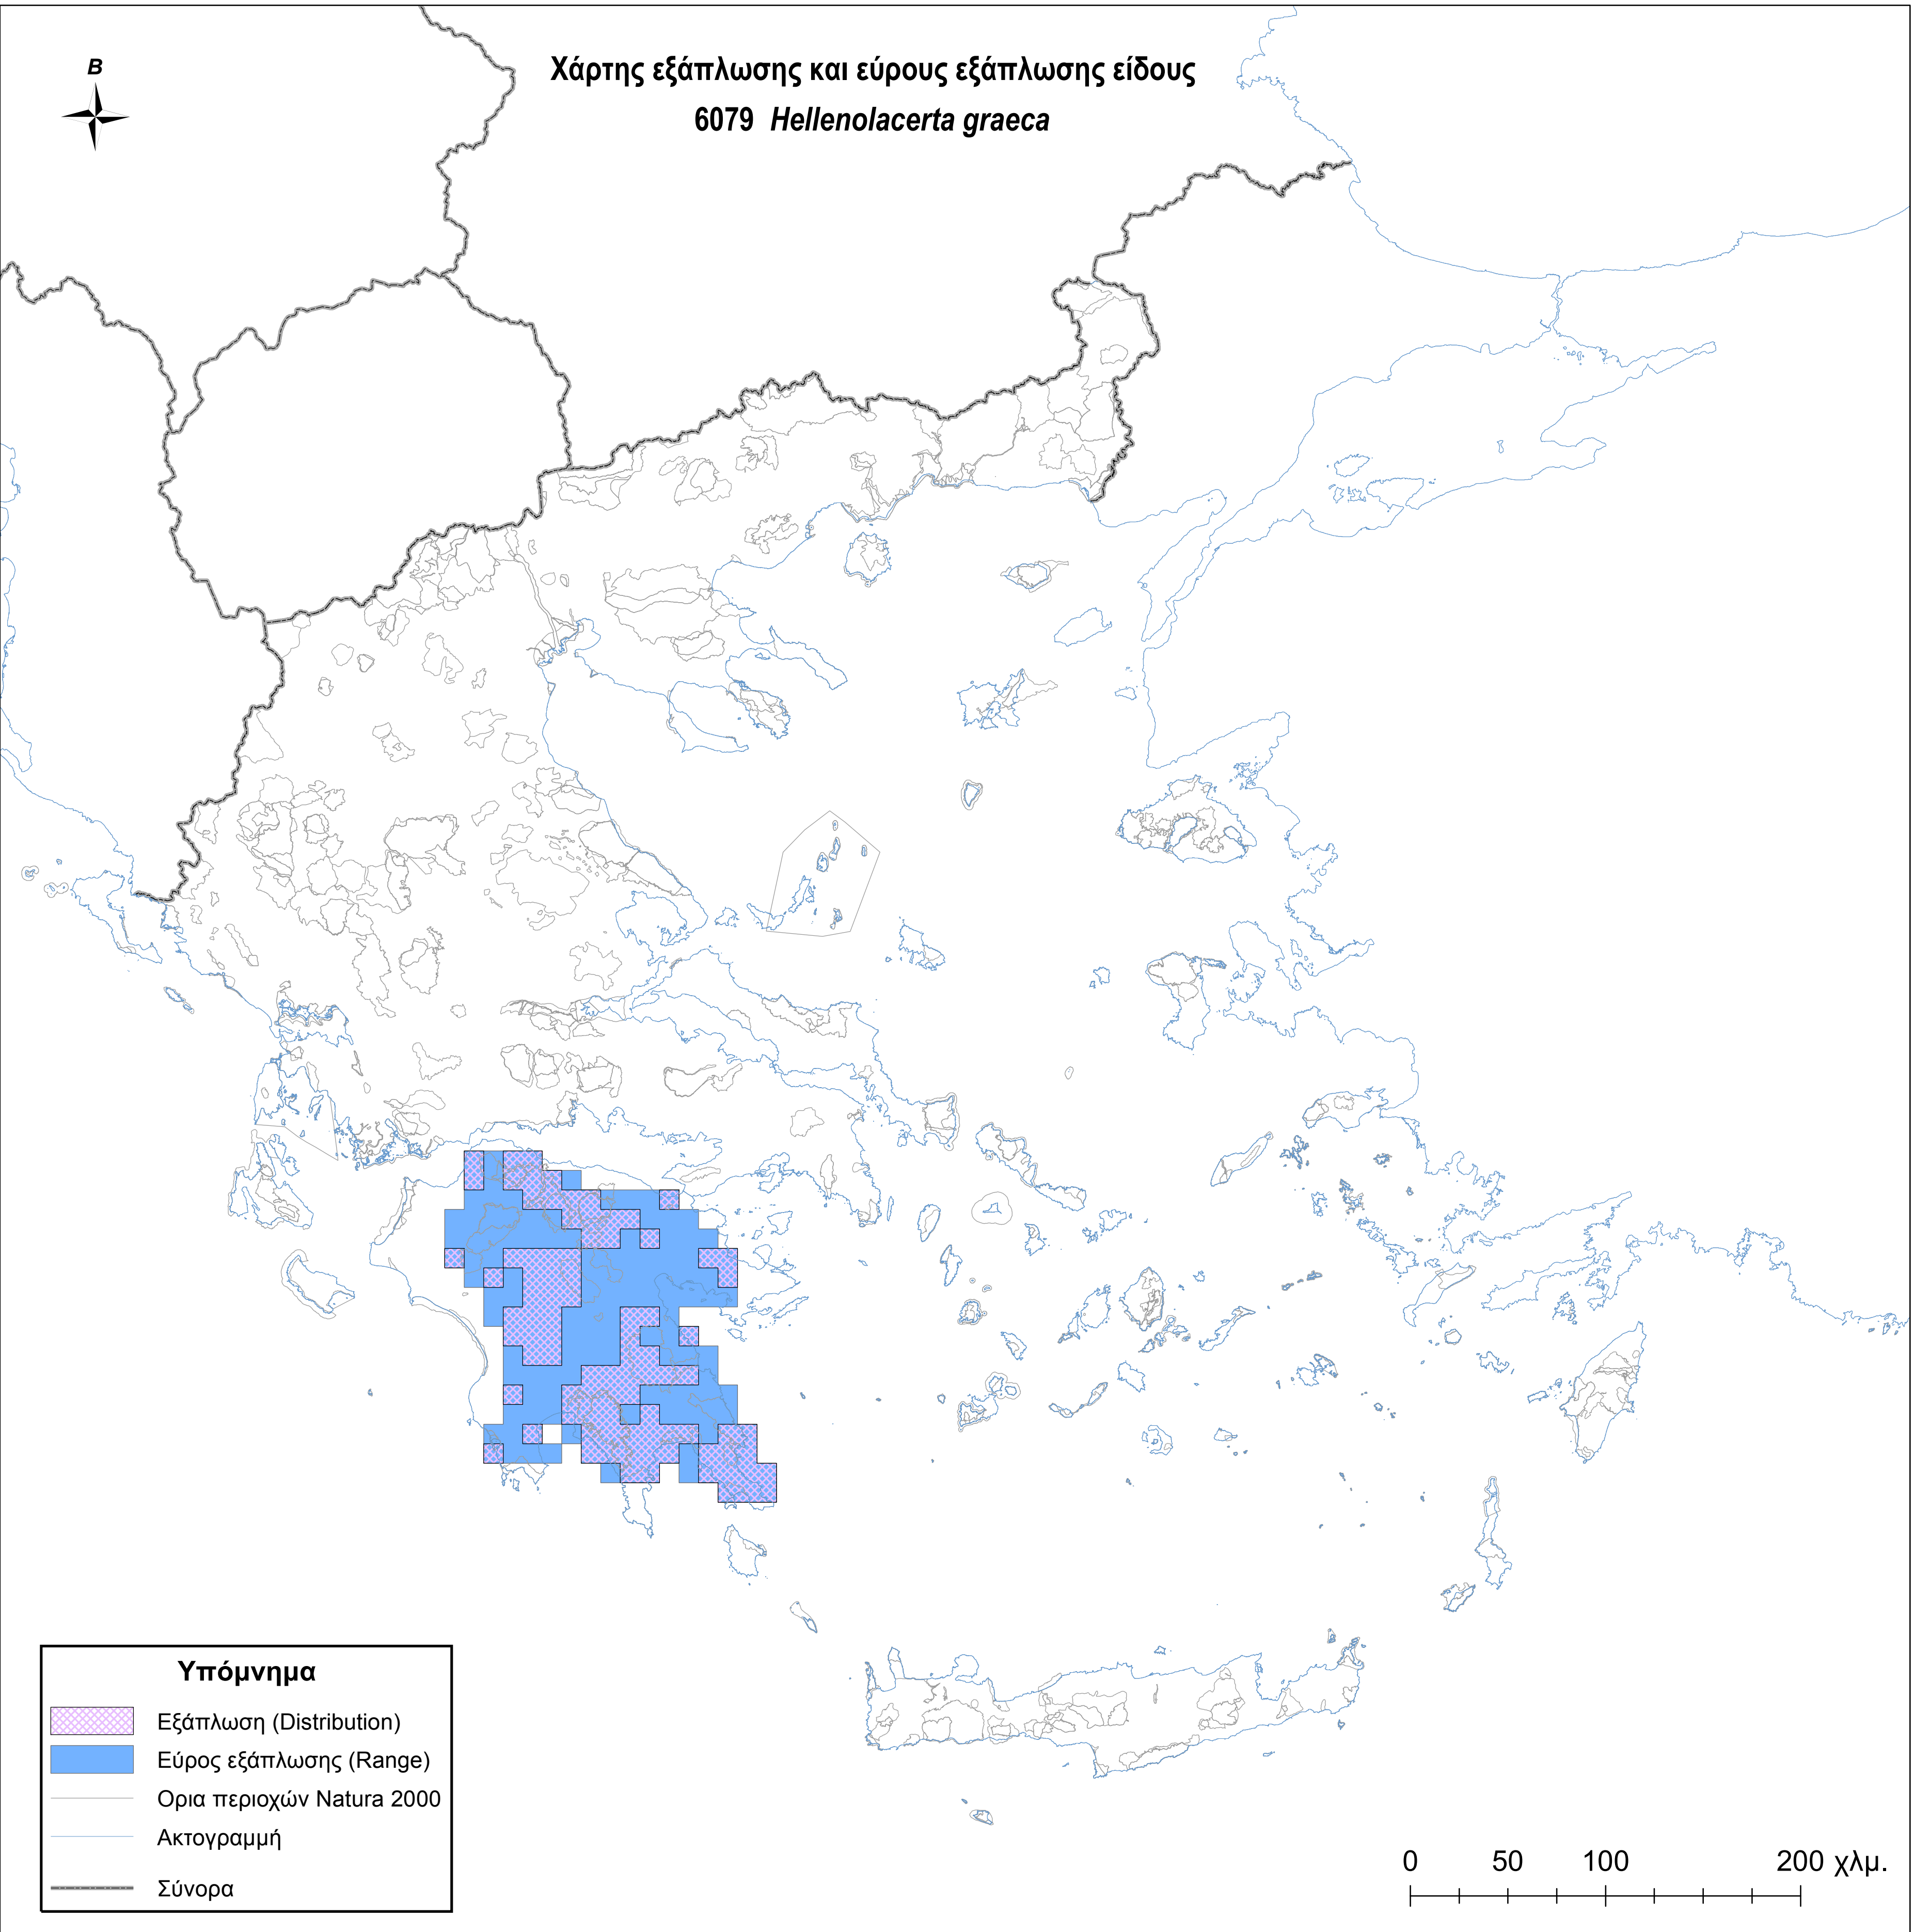 Χάρτης εξάπλωσης και εύρους εξάπλωσης είδους
6079 Hellenolacerta graeca
Β
Υπόμνημα
Εξάπλωση (Distribution)
Εύρος εξάπλωσης (Range)
Ορια περιοχών Natura 2000
Ακτογραμμή
Σύνορα
0 50 100 200 χλμ.